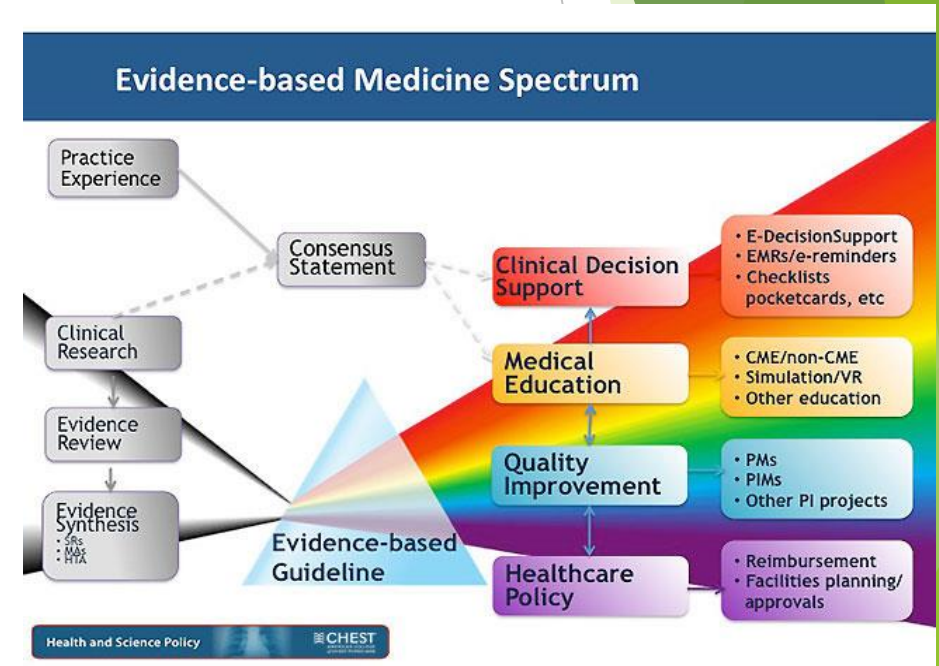 Evidence-based Medicine Spectrum
Practice
Experience
Consensus
Statement
Clinical
Research
Evidence
Review
Evidence
Synthesis
• SRs
• MAs
• HTA
Evidence-based
Guideline
Clinical Decision
Support
• E-DecisionSupport
• EMRs/e-reminders
• Checklists
pocketcards, etc
Medical
Education
• CME/non-CME
• Simulation/VR
• Other education
Quality
Improvement
• PMs
• PIMs
• Other PI projects
Healthcare
Policy
• Reimbursement
• Facilities planning/
approvals
Health and Science Policy
CHEST
AMERICAN COLLEGE